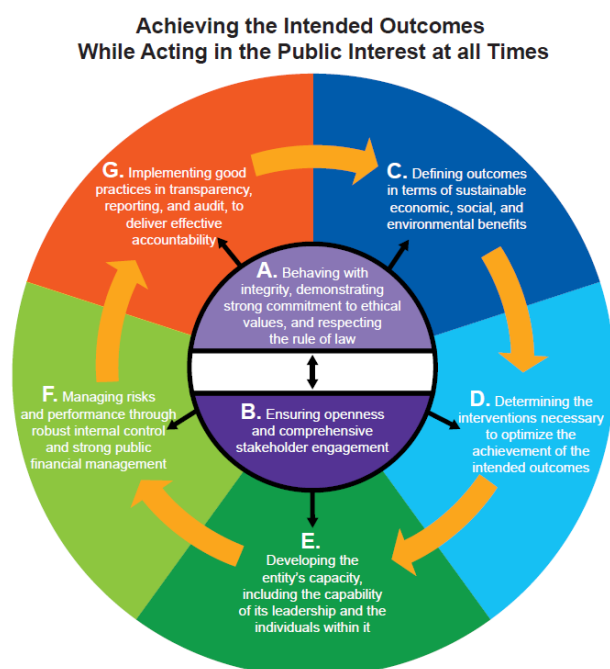 Achieving the Intended Outcomes
While Acting in the Public Interest at all Times
G. Implementing good
practices in transparency,
reporting, and audit, to
deliver effective
accountability
C. Defining outcomes
in terms of sustainable
economic, social, and
environmental benefits
A. Behaving with
integrity, demonstrating
strong commitment to ethical
values, and respecting
the rule of law
B. Ensuring openness
and comprehensive
stakeholder engagement
F. Managing risks
and performance through
robust internal control
and strong public
financial management
D. Determining the
interventions necessary
to optimize the
achievement of the
intended outcomes
E.
Developing the
entity's capacity,
including the capability
of its leadership and the
individuals within it